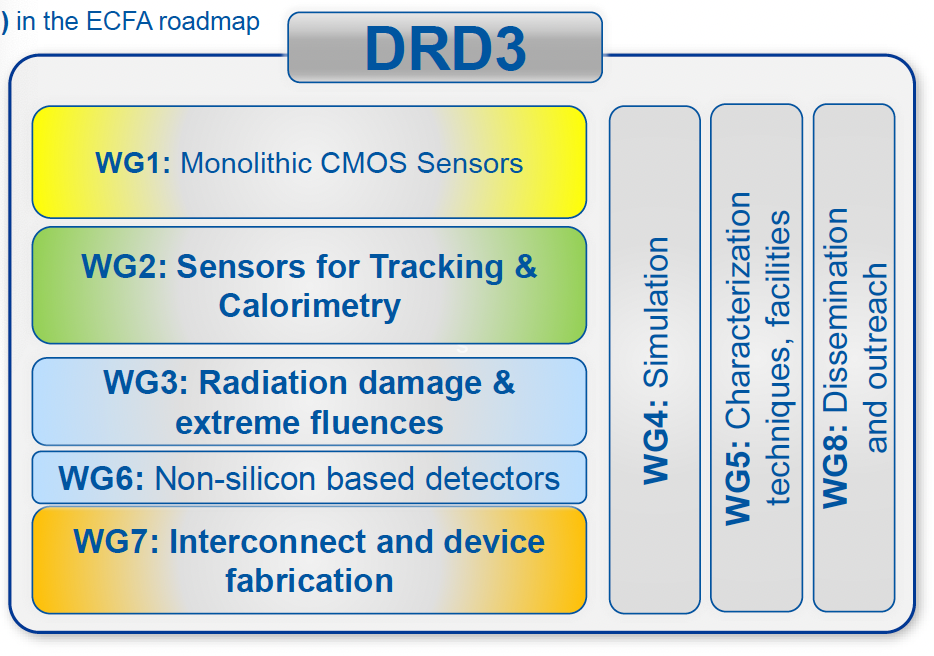 ) in the ECFA roadmap
DRD3
WG1: Monolithic CMOS Sensors
WG2: Sensors for Tracking &
Calorimetry
WG3: Radiation damage &
extreme fluences
WG6: Non-silicon based detectors
WG7: Interconnect and device
fabrication
WG4: Simulation
WG5: Characterization
techniques, facilities
WG8: Dissemination
and outreach